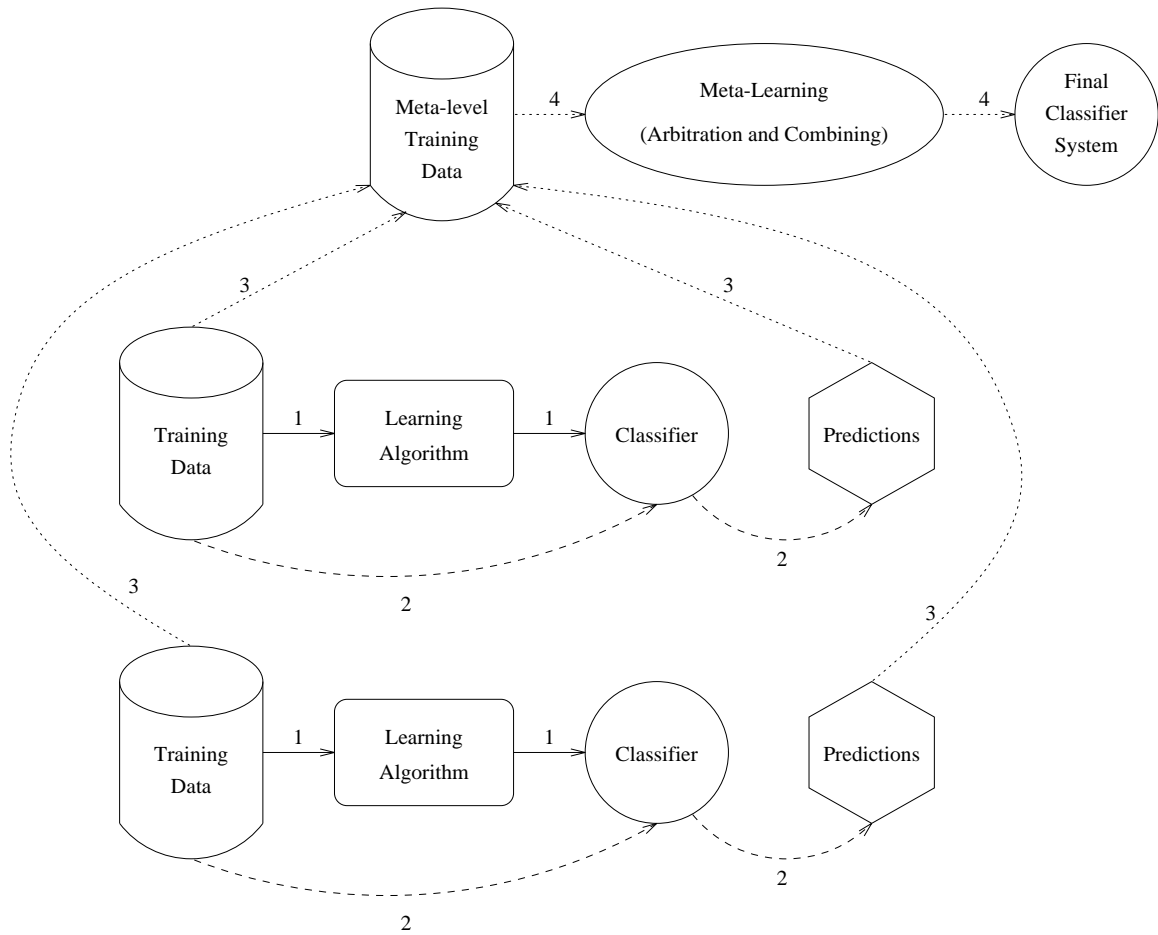 Meta-level
Training
Data
4
Meta-Learning
(Arbitration and Combining)
4
Final
Classifier
System
3
3
Training
Data
1
Learning
Algorithm
1
Classifier
Predictions
2
2
3
3
Training
Data
1
Learning
Algorithm
1
Classifier
Predictions
2
2